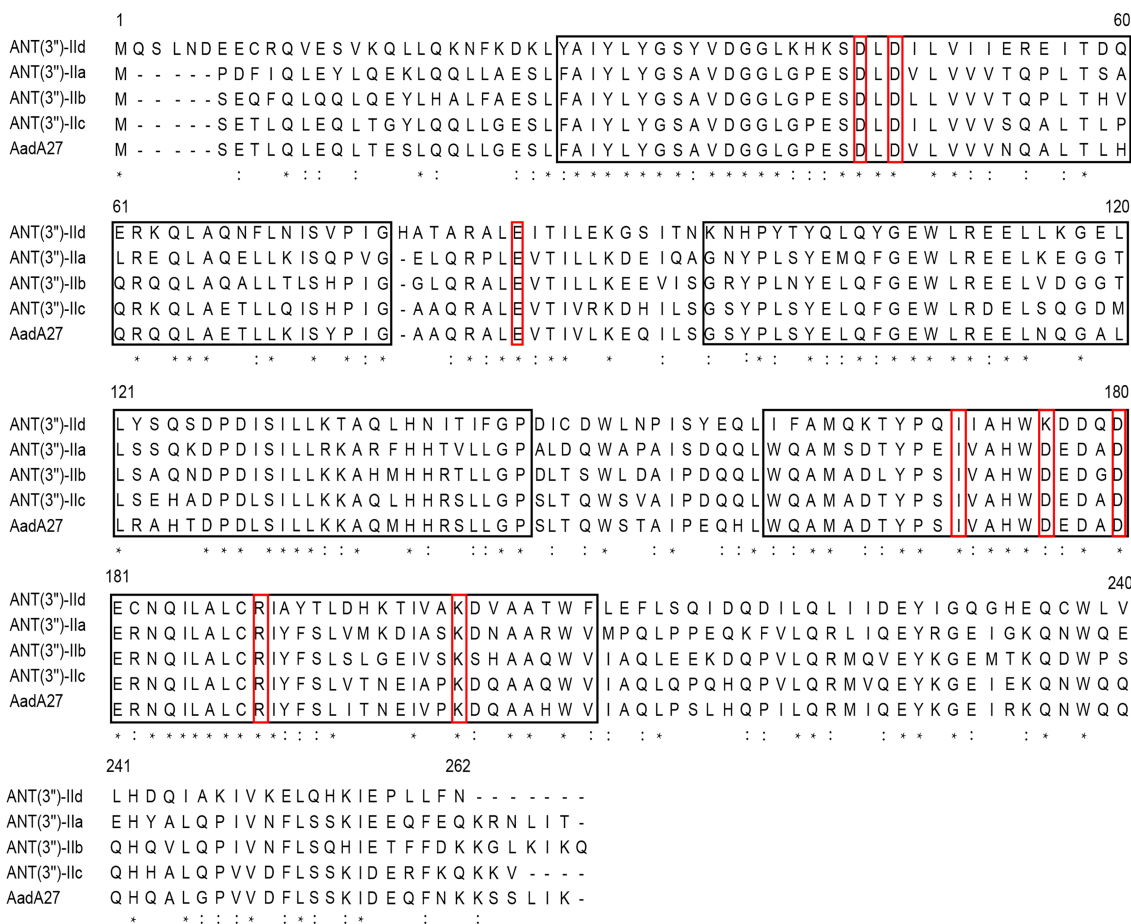 1 60
ANT(3")-IId M Q S L N D E E C R Q V E S V K Q L L Q K N F K D K L Y A I Y L Y G S Y V D G G L K H K S D L D I L V I I E R E I T D Q
ANT(3")-IIa M - - - - - P D F I Q L E Y L Q E K L Q Q L L A E S L F A I Y L Y G S A V D G G L G P E S D L D V L V V V T Q P L T S A
ANT(3")-IIb M - - - - - S E Q F Q L Q Q L Q E Y L H A L F A E S L F A I Y L Y G S A V D G G L G P E S D L D L L V V V T Q P L T H V
ANT(3")-IIc M - - - - - S E T L Q L E Q L T G Y L Q Q L L G E S L F A I Y L Y G S A V D G G L G P E S D L D I L V V V S Q A L T L P
AadA27 M - - - - - S E T L Q L E Q L T E S L Q Q L L G E S L F A I Y L Y G S A V D G G L G P E S D L D V L V V V N Q A L T L H
* : * : : : * : : : : * * * * * * * * * * * * : : : * * * * * * : : : : *
61 120
ANT(3")-IId E R K Q L A Q N F L N I S V P I G H A T A R A L E I T I L E K G S I T N K N H P Y T Y Q L Q Y G E W L R E E L L K G E L
ANT(3")-IIa L R E Q L A Q E L L K I S Q P V G - E L Q R P L E V T I L L K D E I Q A G N Y P L S Y E M Q F G E W L R E E L K E G G T
ANT(3")-IIb Q R Q Q L A Q A L L T L S H P I G - G L Q R A L E V T I L L K E E V I S G R Y P L N Y E L Q F G E W L R E E L V D G G T
ANT(3")-IIc Q R K Q L A E T L L Q I S H P I G - A A Q R A L E V T I V R K D H I L S G S Y P L S Y E L Q F G E W L R D E L S Q G D M
AadA27 Q R Q Q L A E T L L K I S Y P I G - A A Q R A L E V T I V L K E Q I L S G S Y P L S Y E L Q F G E W L R E E L N Q G A L
* * * * : : * * : * : : * : * * * * : : : : * : * : : * : * * * * * : * * *
121 180
ANT(3")-IId L Y S Q S D P D I S I L L K T A Q L H N I T I F G P D I C D W L N P I S Y E Q L I F A M Q K T Y P Q I I A H W K D D Q D
ANT(3")-IIa L S S Q K D P D I S I L L R K A R F H H T V L L G P A L D Q W A P A I S D Q Q L W Q A M S D T Y P E I V A H W D E D A D
ANT(3")-IIb L S A Q N D P D I S I L L K K A H M H H R T L L G P D L T S W L D A I P D Q Q L W Q A M A D L Y P S I V A H W D E D G D
ANT(3")-IIc L S E H A D P D L S I L L K K A Q L H H R S L L G P S L T Q W S V A I P D Q Q L W Q A M A D T Y P S I V A H W D E D A D
AadA27 L R A H T D P D L S I L L K K A Q M H H R S L L G P S L T Q W S T A I P E Q H L W Q A M A D T Y P S I V A H W D E D A D
* * * * : * * * * : : * * : : : * * : * * : * : : * * : * * * : * * * : : * *
181 240
ANT(3")-IId E C N Q I L A L C R I A Y T L D H K T I V A K D V A A T W F L E F L S Q I D Q D I L Q L I I D E Y I G Q G H E Q C W L V
ANT(3")-IIa E R N Q I L A L C R I Y F S L V M K D I A S K D N A A R W V M P Q L P P E Q K F V L Q R L I Q E Y R G E I G K Q N W Q E
ANT(3")-IIb E R N Q I L A L C R I Y F S L S L G E I V S K S H A A Q W V I A Q L E E K D Q P V L Q R M Q V E Y K G E M T K Q D W P S
ANT(3")-IIc E R N Q I L A L C R I Y F S L V T N E I A P K D Q A A Q W V I A Q L Q P Q H Q P V L Q R M V Q E Y K G E I E K Q N W Q Q
AadA27 E R N Q I L A L C R I Y F S L I T N E I V P K D Q A A H W V I A Q L P S L H Q P I L Q R M I Q E Y K G E I R K Q N W Q Q
* : * * * * * * * * * : : : * * * : : * * * : : : * : : * * : * * * : : * *
241 262
ANT(3")-IId L H D Q I A K I V K E L Q H K I E P L L F N - - - - - - -
ANT(3")-IIa E H Y A L Q P I V N F L S S K I E E Q F E Q K R N L I T -
ANT(3")-IIb Q H Q V L Q P I V N F L S Q H I E T F F D K K G L K I K Q
ANT(3")-IIc Q H H A L Q P V V D F L S S K I D E R F K Q K K V - - - -
AadA27 Q H Q A L G P V V D F L S S K I D E Q F N K K S S L I K -
* * : : * : * : : * : :